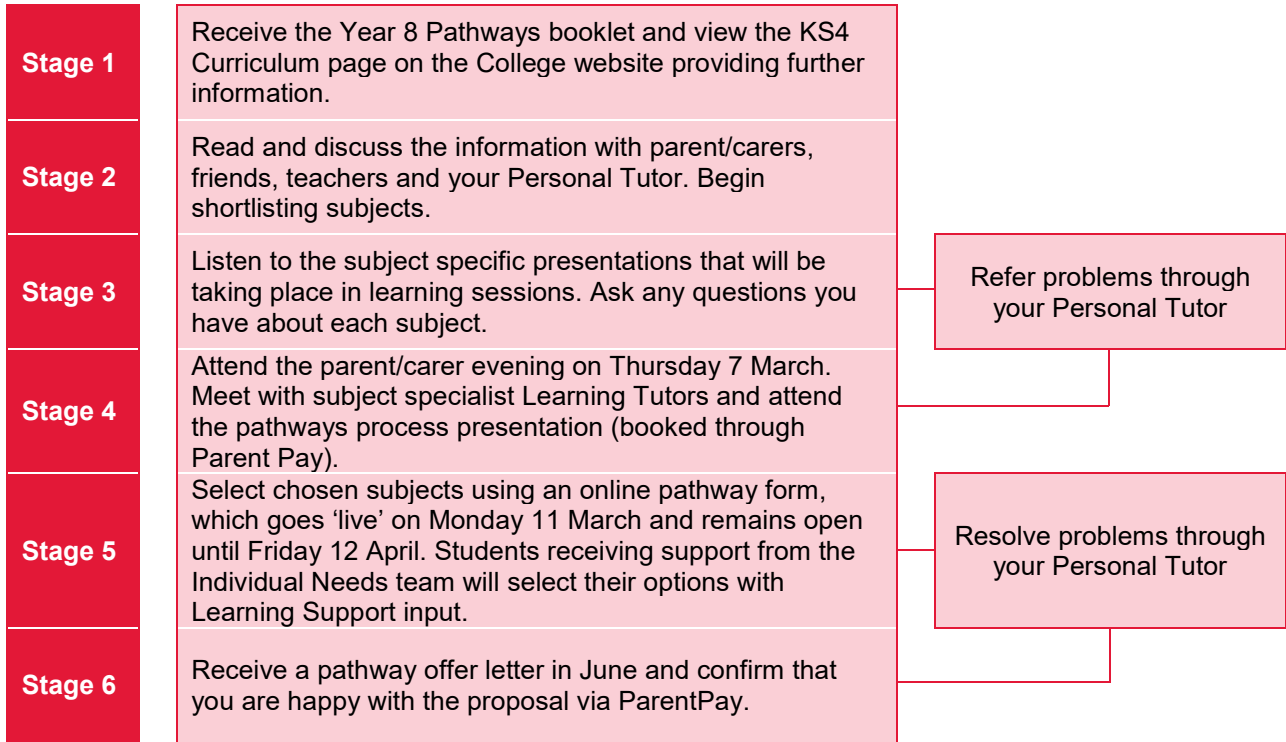 Stage 1
Receive the Year 8 Pathways booklet and view the KS4
Curriculum page on the College website providing further
information.
Stage 2
Read and discuss the information with parent/carers,
friends, teachers and your Personal Tutor. Begin
shortlisting subjects.
Stage 3
Listen to the subject specific presentations that will be
taking place in learning sessions. Ask any questions you
have about each subject.
Refer problems through
your Personal Tutor
Stage 4
Attend the parent/carer evening on Thursday 7 March.
Meet with subject specialist Learning Tutors and attend
the pathways process presentation (booked through
Parent Pay).
Stage 5
Select chosen subjects using an online pathway form,
which goes ‘live’ on Monday 11 March and remains open
until Friday 12 April. Students receiving support from the
Individual Needs team will select their options with
Learning Support input.
Resolve problems through
your Personal Tutor
Stage 6
Receive a pathway offer letter in June and confirm that
you are happy with the proposal via ParentPay.